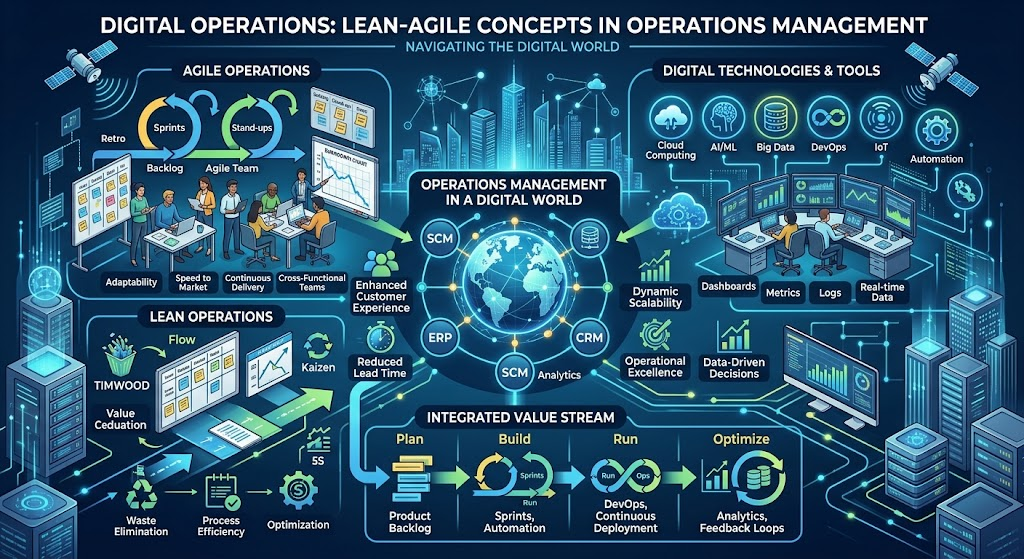 DIGITAL OPERATIONS: LEAN-AGILE CONCEPTS IN OPERATIONS MANAGEMENT
NAVIGATING THE DIGITAL WORLD
AGILE OPERATIONS
Retro
Sprints
Stand-ups
Backlog
Agile Team
BURNDOWN CHART
Adaptability
Speed to
Market
Continuous
Delivery
Cross-Functional
Teams
DIGITAL TECHNOLOGIES & TOOLS
Cloud
Computing
AI/ML
Big Data
DevOps
IoT
Automation
Dashboards
Metrics
Logs
Real-time
Data
OPERATIONS MANAGEMENT
IN A DIGITAL WORLD
SCM
ERP
CRM
SCM
Analytics
Enhanced
Customer
Experience
Reduced
Lead Time
Dynamic
Scalability
Operational
Excellence
Data-Driven
Decisions
LEAN OPERATIONS
Flow
TIMWOOD
Kaizen
Value
Ceduation
5S
Waste
Elimination
Process
Efficiency
Optimization
INTEGRATED VALUE STREAM
Plan
Build
Run
Optimize
Sprints
Run
Run
Ops
Product
Backlog
Sprints,
Automation
DevOps,
Continuous
Deployment
Analytics,
Feedback Loops